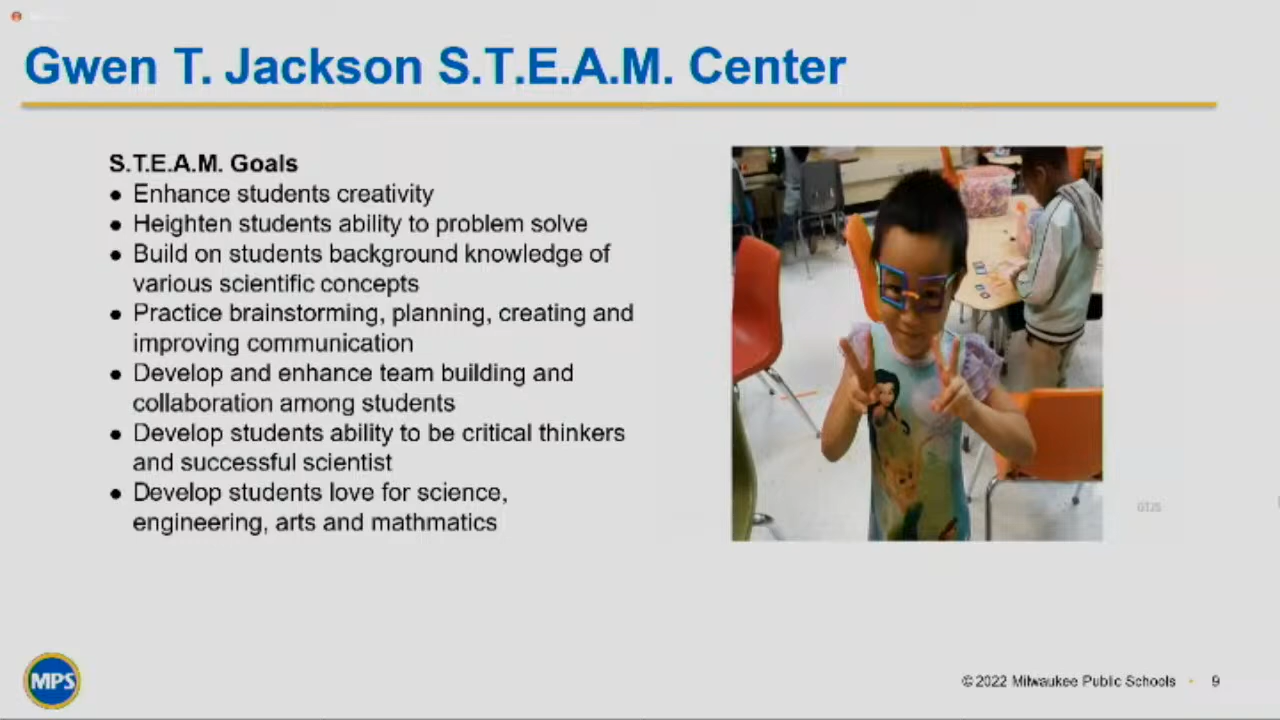 Gwen T. Jackson S.T.E.A.M. Center
S.T.E.A.M. Goals
● Enhance students creativity
● Heighten students ability to problem solve
● Build on students background knowledge of
various scientific concepts
● Practice brainstorming, planning, creating and
improving communication
● Develop and enhance team building and
collaboration among students
● Develop students ability to be critical thinkers
and successful scientist
● Develop students love for science,
engineering, arts and mathmatics
MPS
© 2022 Milwaukee Public Schools • 9